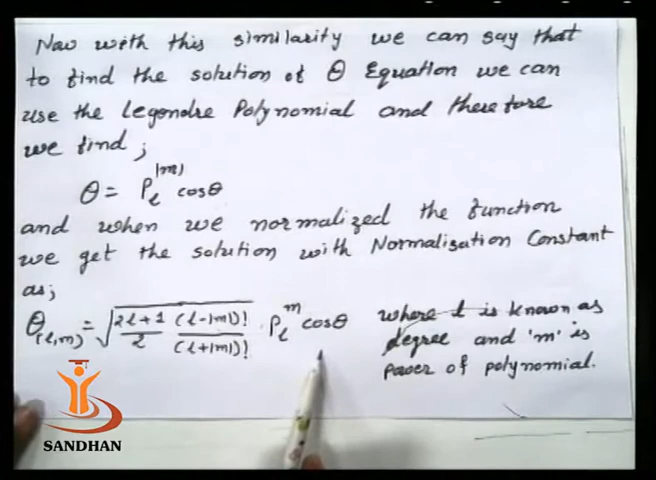 Now with this similarity we can say that
to find the solution of Θ Equation we can
use the Legendre Polynomial and therefore
we find;
Θ = P_l^|m| cosθ
and when we normalized the function
we get the solution with Normalisation Constant
as;
Θ(l,m) = √(2l+1/2 (l-|m|)!/(l+|m|)!) . P_l^m cosθ
where l is known as
degree and 'm' is
power of polynomial.
SANDHAN